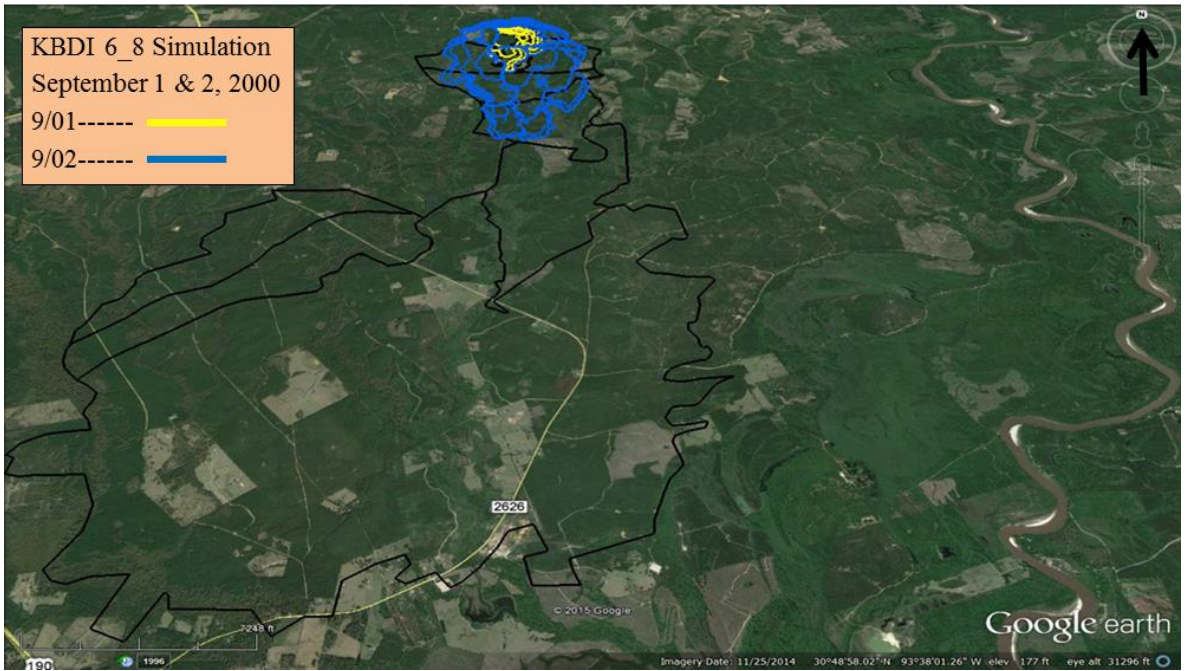 KBDI 6_8 Simulation
September 1 & 2, 2000
9/01------
9/02------
N
2626
© 2015 Google
7248 ft
Google earth
190
1996
Imagery Date: 11/25/2014 30°48'58.02" N 93°38'01.26" W elev 177 ft eye alt 31296 ft